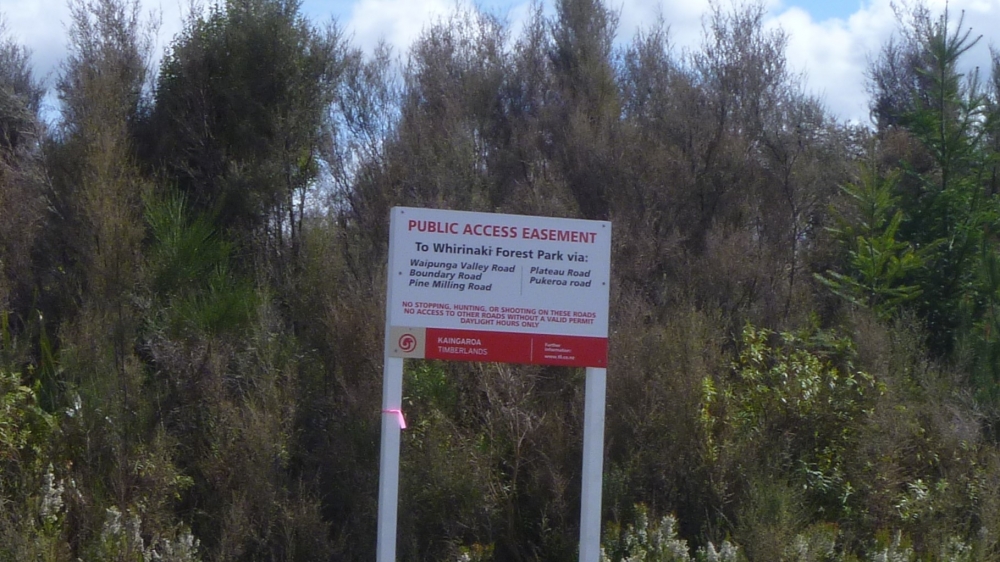 PUBLIC ACCESS EASEMENT
To Whirinaki Forest Park via:
Waipunga Valley Road
Boundary Road
Pine Milling Road
Plateau Road
Pukeroa road
NO STOPPING, HUNTING, OR SHOOTING ON THESE ROADS
NO ACCESS TO OTHER ROADS WITHOUT A VALID PERMIT
DAYLIGHT HOURS ONLY
KAINGAROA
TIMBERLANDS
Further
information: